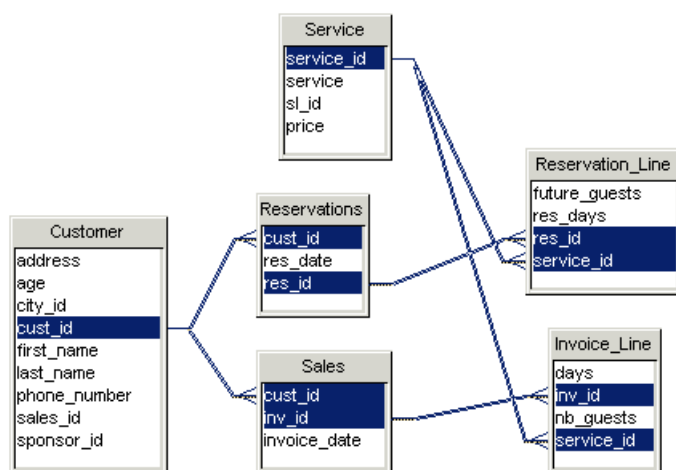 Service
service_id
service
sl_id
price
Reservation_Line
future_guests
res_days
res_id
service_id
Reservations
cust_id
res_date
res_id
Customer
address
age
city_id
cust_id
first_name
last_name
phone_number
sales_id
sponsor_id
Sales
cust_id
inv_id
invoice_date
Invoice_Line
days
inv_id
nb_guests
service_id